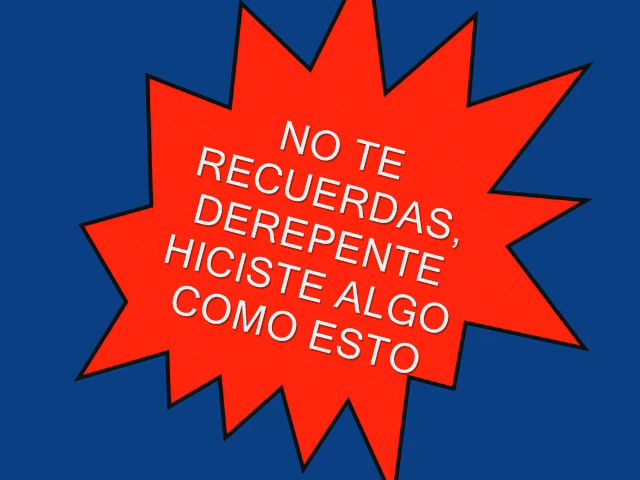 NO TE
RECUERDAS,
DEREPENTE
HICISTE ALGO
COMO ESTO